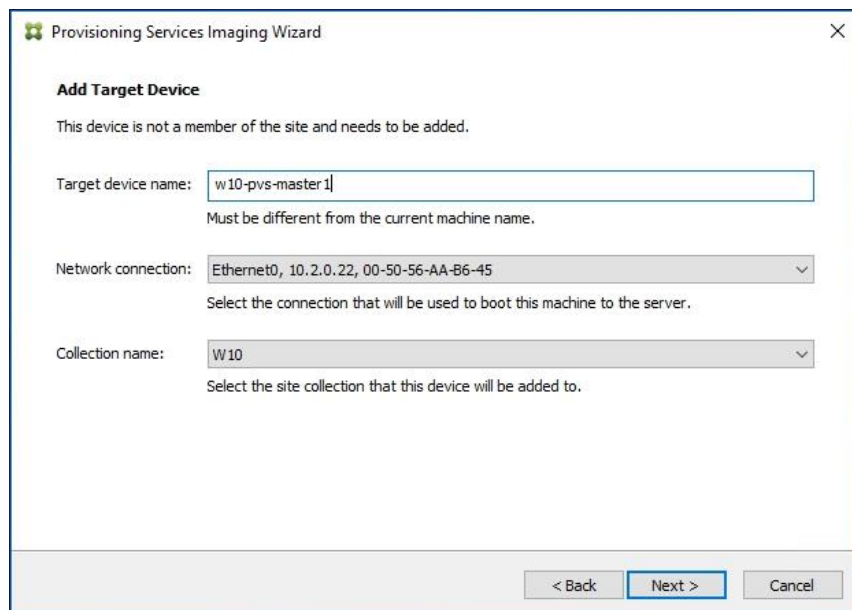 Provisioning Services Imaging Wizard
Add Target Device
This device is not a member of the site and needs to be added.
Target device name: w10-pvs-master1
Must be different from the current machine name.
Network connection: Ethernet0, 10.2.0.22, 00-50-56-AA-B6-45
Select the connection that will be used to boot this machine to the server.
Collection name: W10
Select the site collection that this device will be added to.
< Back Next > Cancel